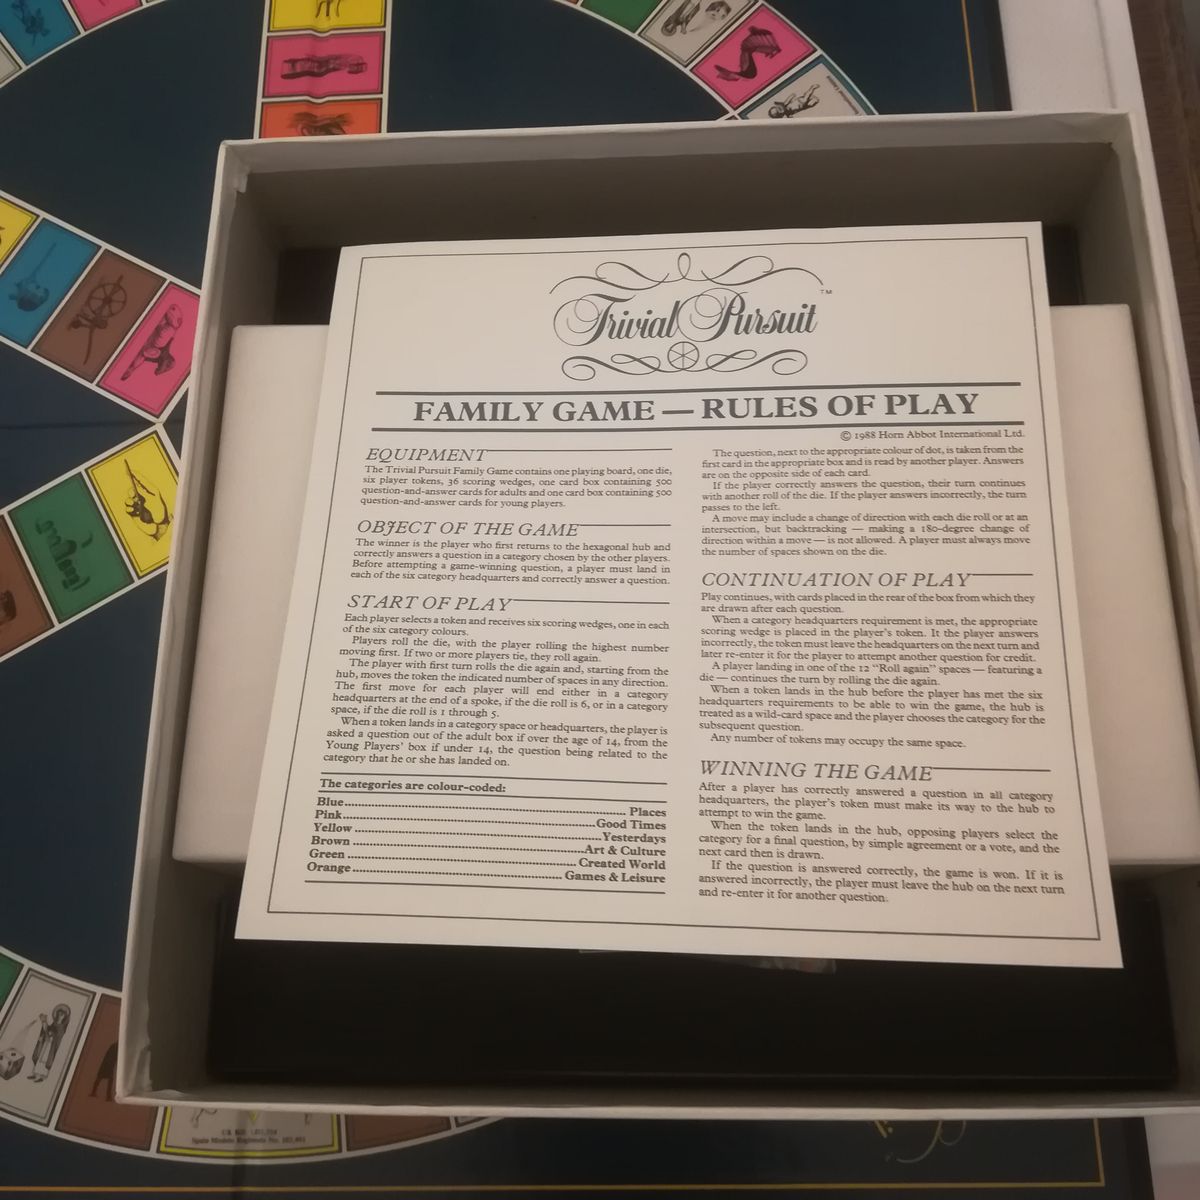 Trivial Pursuit
TM
FAMILY GAME — RULES OF PLAY
© 1988 Horn Abbot International Ltd.
EQUIPMENT
The Trivial Pursuit Family Game contains one playing board, one die,
six player tokens, 36 scoring wedges, one card box containing 500
question-and-answer cards for adults and one card box containing 500
question-and-answer cards for young players.
OBJECT OF THE GAME
The winner is the player who first returns to the hexagonal hub and
correctly answers a question in a category chosen by the other players.
Before attempting a game-winning question, a player must land in
each of the six category headquarters and correctly answer a question.
START OF PLAY
Each player selects a token and receives six scoring wedges, one in each
of the six category colours.
Players roll the die, with the player rolling the highest number
moving first. If two or more players tie, they roll again.
The player with first turn rolls the die again and, starting from the
hub, moves the token the indicated number of spaces in any direction.
The first move for each player will end either in a category
headquarters at the end of a spoke, if the die roll is 6, or in a category
space, if the die roll is 1 through 5.
When a token lands in a category space or headquarters, the player is
asked a question out of the adult box if over the age of 14, from the
Young Players' box if under 14, the question being related to the
category that he or she has landed on.
The categories are colour-coded:
Blue........ Places
Pink........ Good Times
Yellow ........ Yesterdays
Brown ........ Art & Culture
Green ........ Created World
Orange ........ Games & Leisure
The question, next to the appropriate colour of dot, is taken from the
first card in the appropriate box and is read by another player. Answers
are on the opposite side of each card.
If the player correctly answers the question, their turn continues
with another roll of the die. If the player answers incorrectly, the turn
passes to the left.
A move may include a change of direction with each die roll or at an
intersection, but backtracking — making a 180-degree change of
direction within a move — is not allowed. A player must always move
the number of spaces shown on the die.
CONTINUATION OF PLAY
Play continues, with cards placed in the rear of the box from which they
are drawn after each question.
When a category headquarters requirement is met, the appropriate
scoring wedge is placed in the player's token. It the player answers
incorrectly, the token must leave the headquarters on the next turn and
later re-enter it for the player to attempt another question for credit.
A player landing in one of the 12 "Roll again" spaces — featuring a
die — continues the turn by rolling the die again.
When a token lands in the hub before the player has met the six
headquarters requirements to be able to win the game, the hub is
treated as a wild-card space and the player chooses the category for the
subsequent question.
Any number of tokens may occupy the same space.
WINNING THE GAME
After a player has correctly answered a question in all category
headquarters, the player's token must make its way to the hub to
attempt to win the game.
When the token lands in the hub, opposing players select the
category for a final question, by simple agreement or a vote, and the
next card then is drawn.
If the question is answered correctly, the game is won. If it is
answered incorrectly, the player must leave the hub on the next turn
and re-enter it for another question.